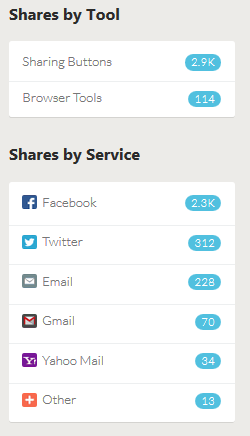 Shares by Tool
Sharing Buttons 2.9K
Browser Tools 114
Shares by Service
Facebook 2.3K
Twitter 312
Email 228
Gmail 70
Yahoo Mail 34
Other 13